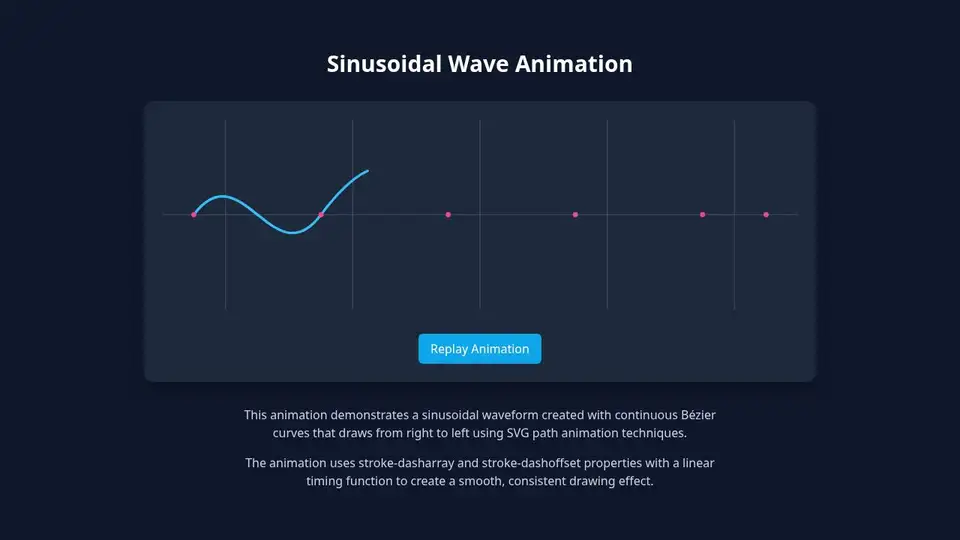 Sinusoidal Wave Animation
Replay Animation
This animation demonstrates a sinusoidal waveform created with continuous Bézier
curves that draws from right to left using SVG path animation techniques.
The animation uses stroke-dasharray and stroke-dashoffset properties with a linear
timing function to create a smooth, consistent drawing effect.